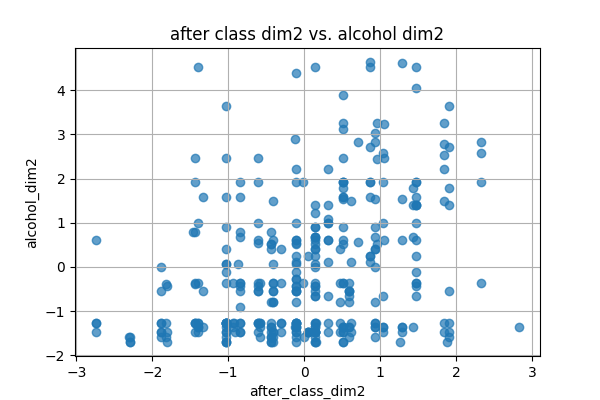 after class dim2 vs. alcohol dim2
4
3
2
1
0
−1
−2
alcohol_dim2
−3 −2 −1 0 1 2 3
after_class_dim2